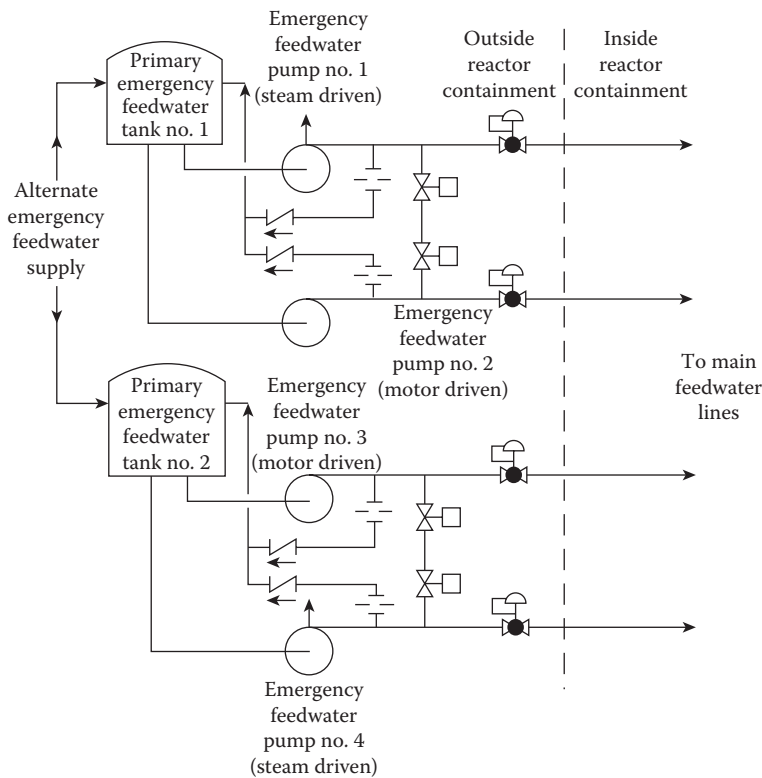 Emergency
feedwater
pump no. 1
(steam driven)
Outside
reactor
containment
Inside
reactor
containment
Primary
emergency
feedwater
tank no. 1
Alternate
emergency
feedwater
supply
Emergency
feedwater
pump no. 2
(motor driven)
To main
feedwater
lines
Primary
emergency
feedwater
tank no. 2
Emergency
feedwater
pump no. 3
(motor driven)
Emergency
feedwater
pump no. 4
(steam driven)